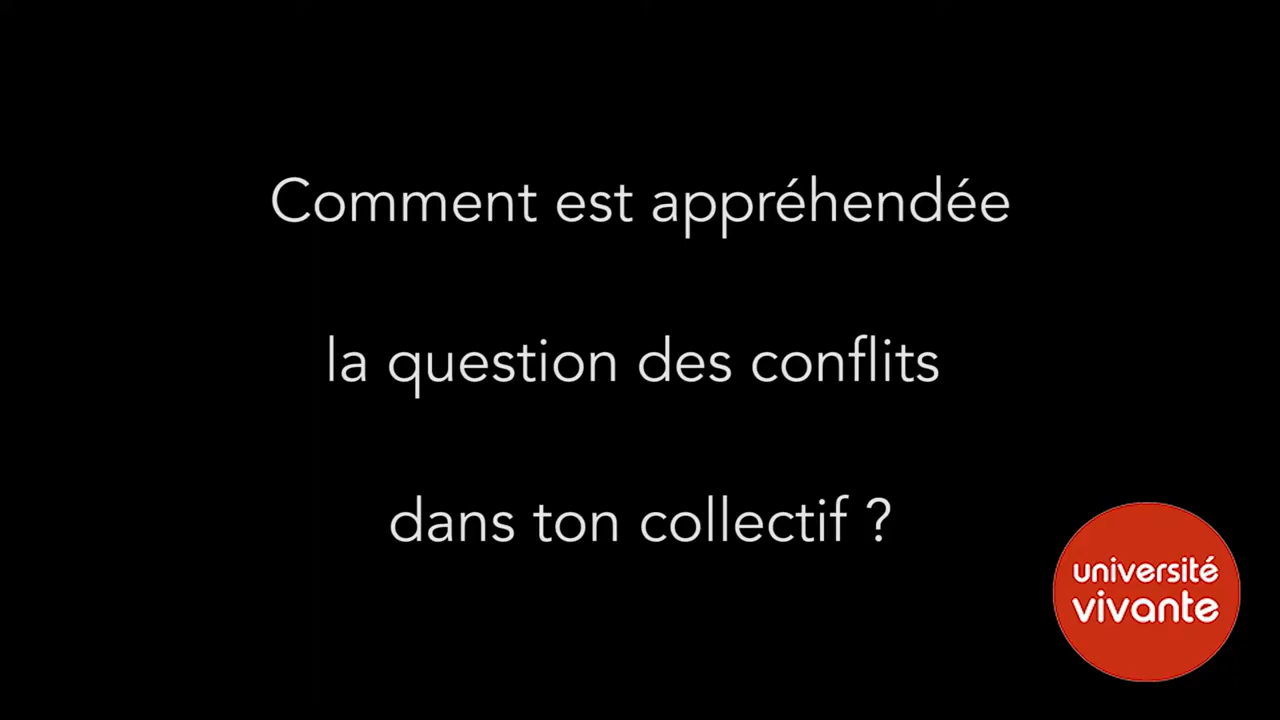 Comment est appréhendée
la question des conflits
dans ton collectif ?
université
vivante